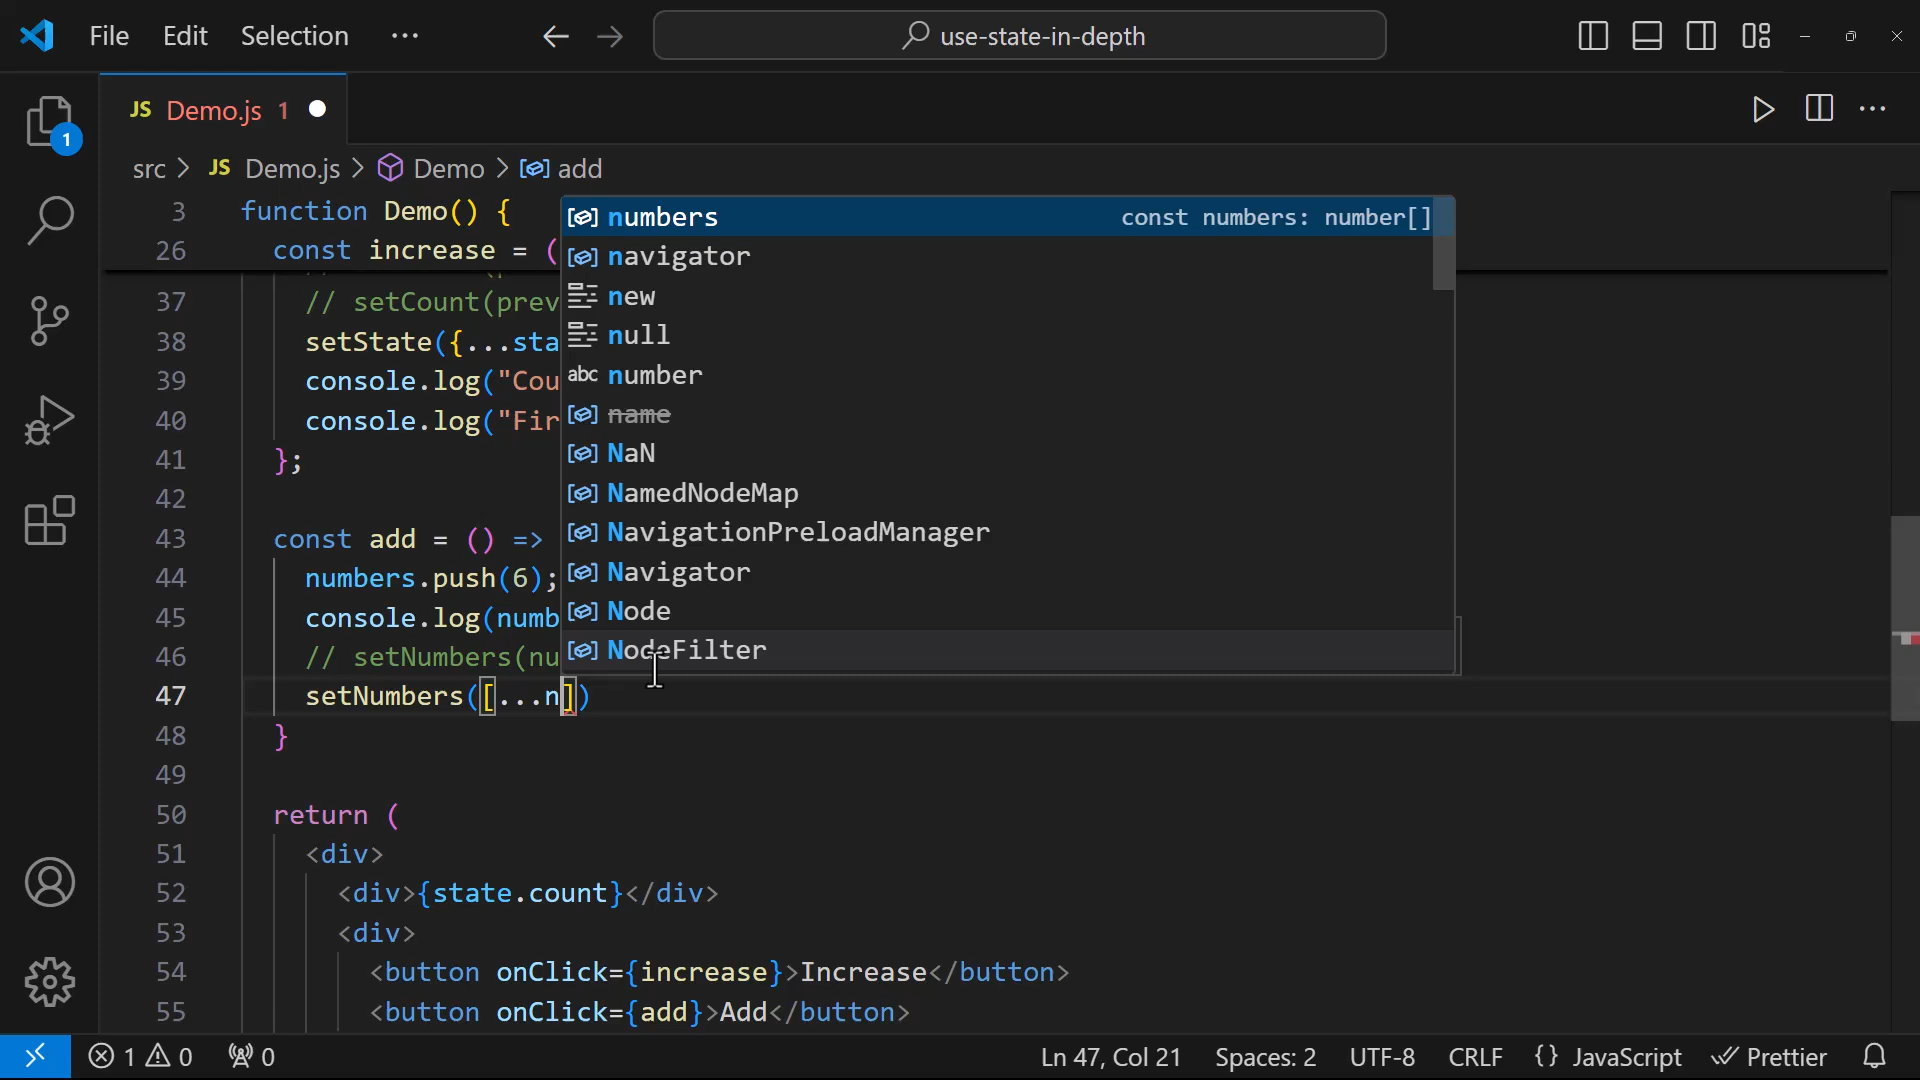 File Edit Selection ··· use-state-in-depth
JS Demo.js 1
1
src > JS Demo.js > Demo > add
3 function Demo() {
26 const increase = (
37 // setCount(prev
38 setState({...sta
39 console.log("Cou
40 console.log("Fir
41 };
42
43 const add = () =>
44 numbers.push(6);
45 console.log(numb
46 // setNumbers(nu
47 setNumbers([...n])
48 }
49
50 return (
51 <div>
52 <div>{state.count}</div>
53 <div>
54 <button onClick={increase}>Increase</button>
55 <button onClick={add}>Add</button>
numbers const numbers: number[]
navigator
new
null
abc number
name
NaN
NamedNodeMap
NavigationPreloadManager
Navigator
Node
NodeFilter
1 0 0 Ln 47, Col 21 Spaces: 2 UTF-8 CRLF {} JavaScript Prettier